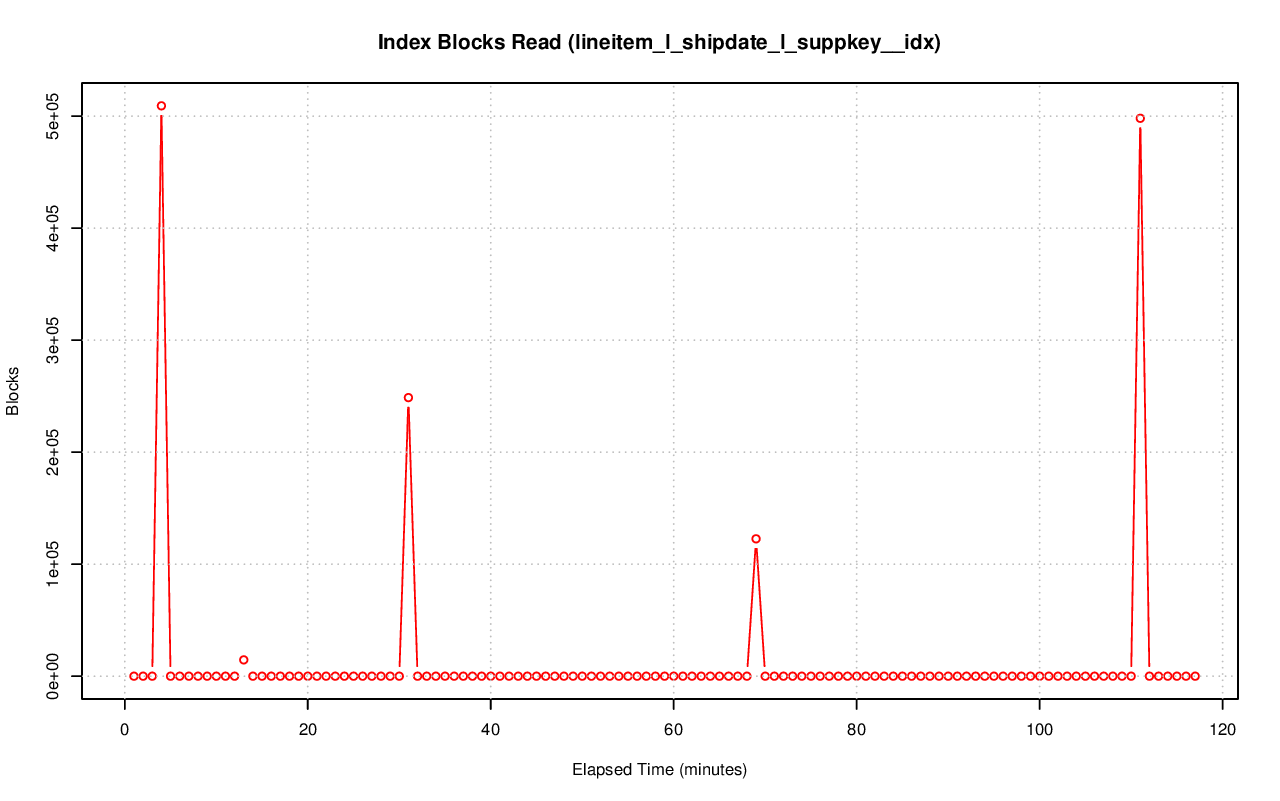 Index Blocks Read (lineitem_l_shipdate_l_suppkey__idx)
5e+05
4e+05
3e+05
2e+05
1e+05
0e+00
Blocks
0 20 40 60 80 100 120
Elapsed Time (minutes)